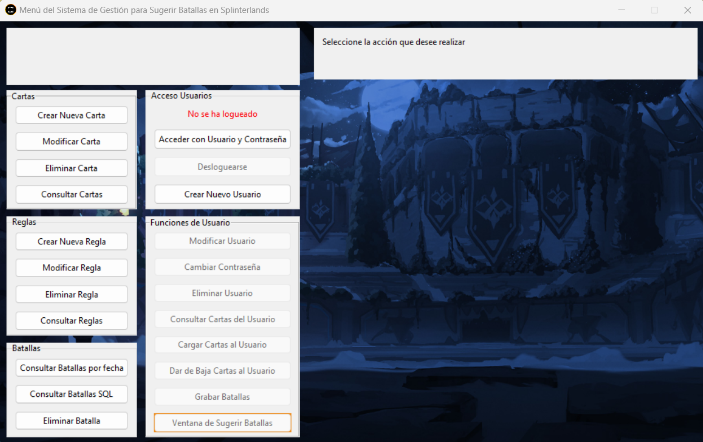 Menú del Sistema de Gestión para Sugerir Batallas en Splinterlands
Seleccione la acción que desee realizar
Cartas
Crear Nueva Carta
Modificar Carta
Eliminar Carta
Consultar Cartas
Acceso Usuarios
No se ha logueado
Acceder con Usuario y Contraseña
Desloguearse
Crear Nuevo Usuario
Reglas
Crear Nueva Regla
Modificar Regla
Eliminar Regla
Consultar Reglas
Funciones de Usuario
Modificar Usuario
Cambiar Contraseña
Eliminar Usuario
Consultar Cartas del Usuario
Cargar Cartas al Usuario
Dar de Baja Cartas al Usuario
Grabar Batallas
Ventana de Sugerir Batallas
Batallas
Consultar Batallas por fecha
Consultar Batallas SQL
Eliminar Batalla